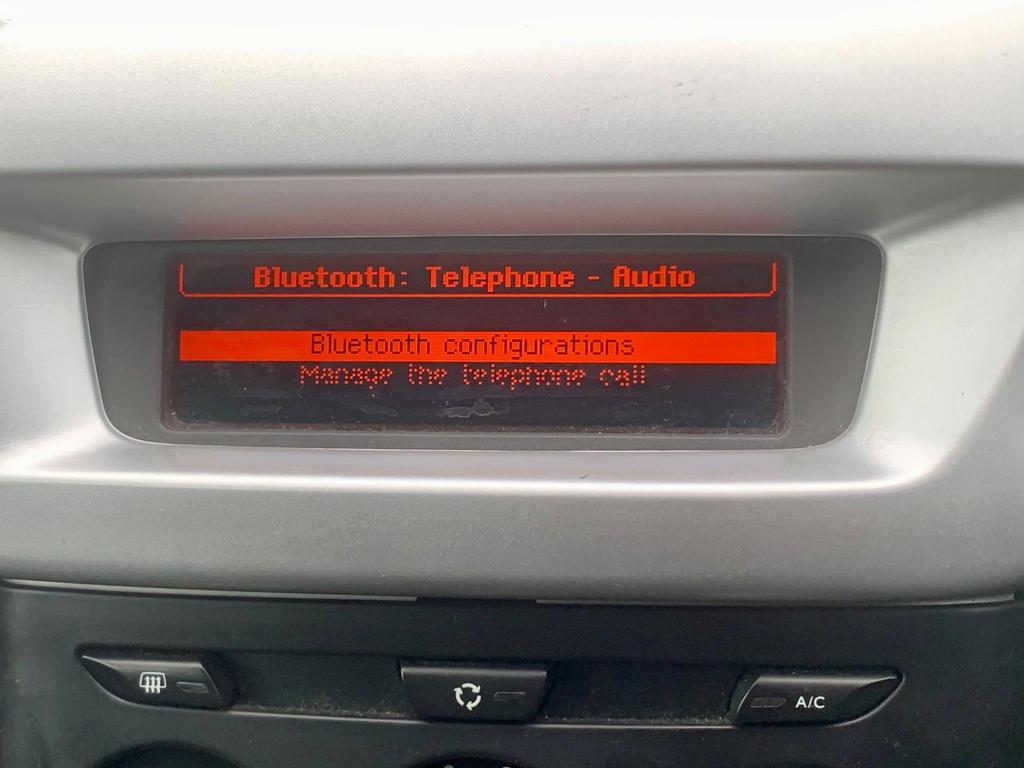 Bluetooth: Telephone - Audio
Bluetooth configurations
Manage the telephone call
A/C